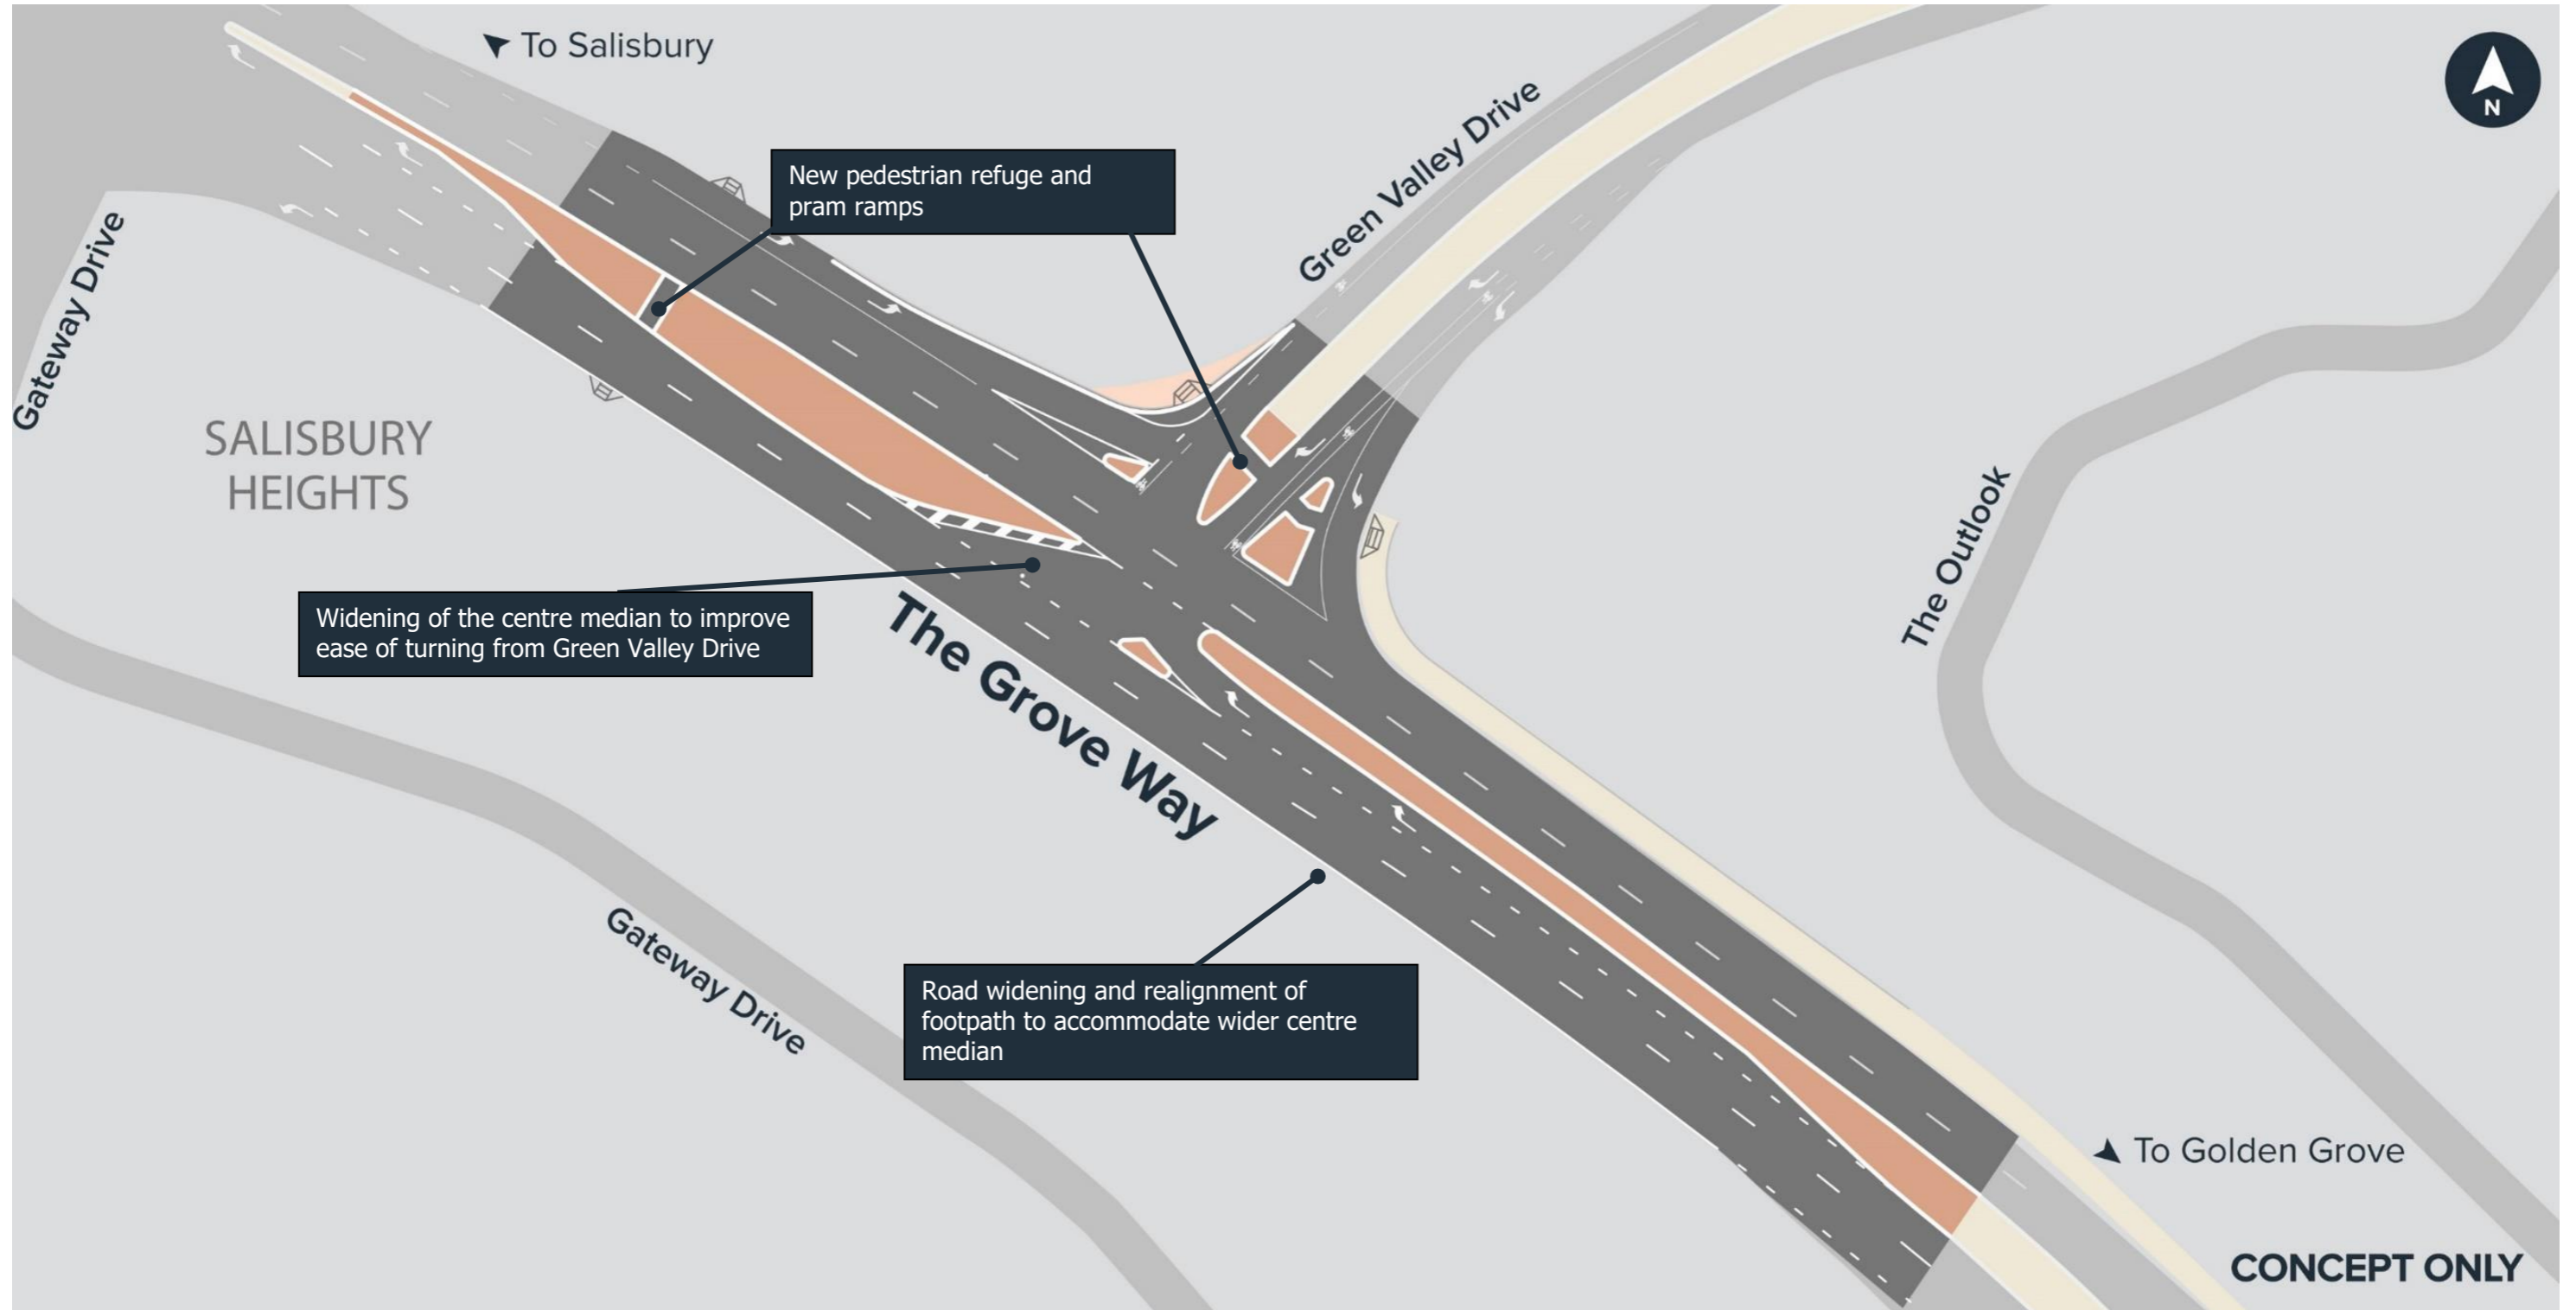 To Salisbury
N
New pedestrian refuge and
pram ramps
Green Valley Drive
Gateway Drive
SALISBURY
HEIGHTS
The Outlook
Widening of the centre median to improve
ease of turning from Green Valley Drive
The Grove Way
Gateway Drive
Road widening and realignment of
footpath to accommodate wider centre
median
To Golden Grove
CONCEPT ONLY